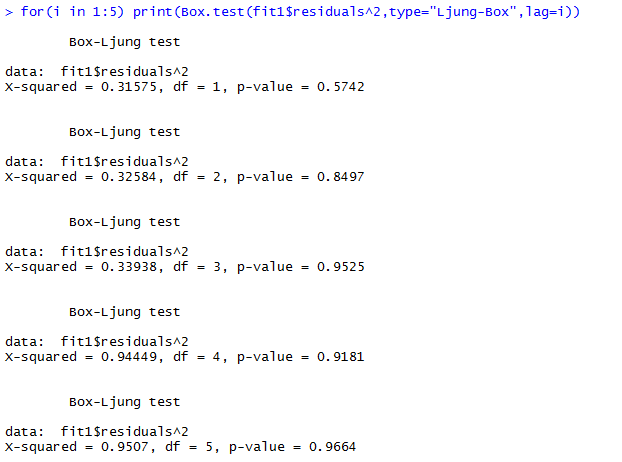 > for(i in 1:5) print(Box.test(fit1$residuals^2,type="Ljung-Box",lag=i))
Box-Ljung test
data:  fit1$residuals^2
X-squared = 0.31575, df = 1, p-value = 0.5742
Box-Ljung test
data:  fit1$residuals^2
X-squared = 0.32584, df = 2, p-value = 0.8497
Box-Ljung test
data:  fit1$residuals^2
X-squared = 0.33938, df = 3, p-value = 0.9525
Box-Ljung test
data:  fit1$residuals^2
X-squared = 0.94449, df = 4, p-value = 0.9181
Box-Ljung test
data:  fit1$residuals^2
X-squared = 0.9507, df = 5, p-value = 0.9664